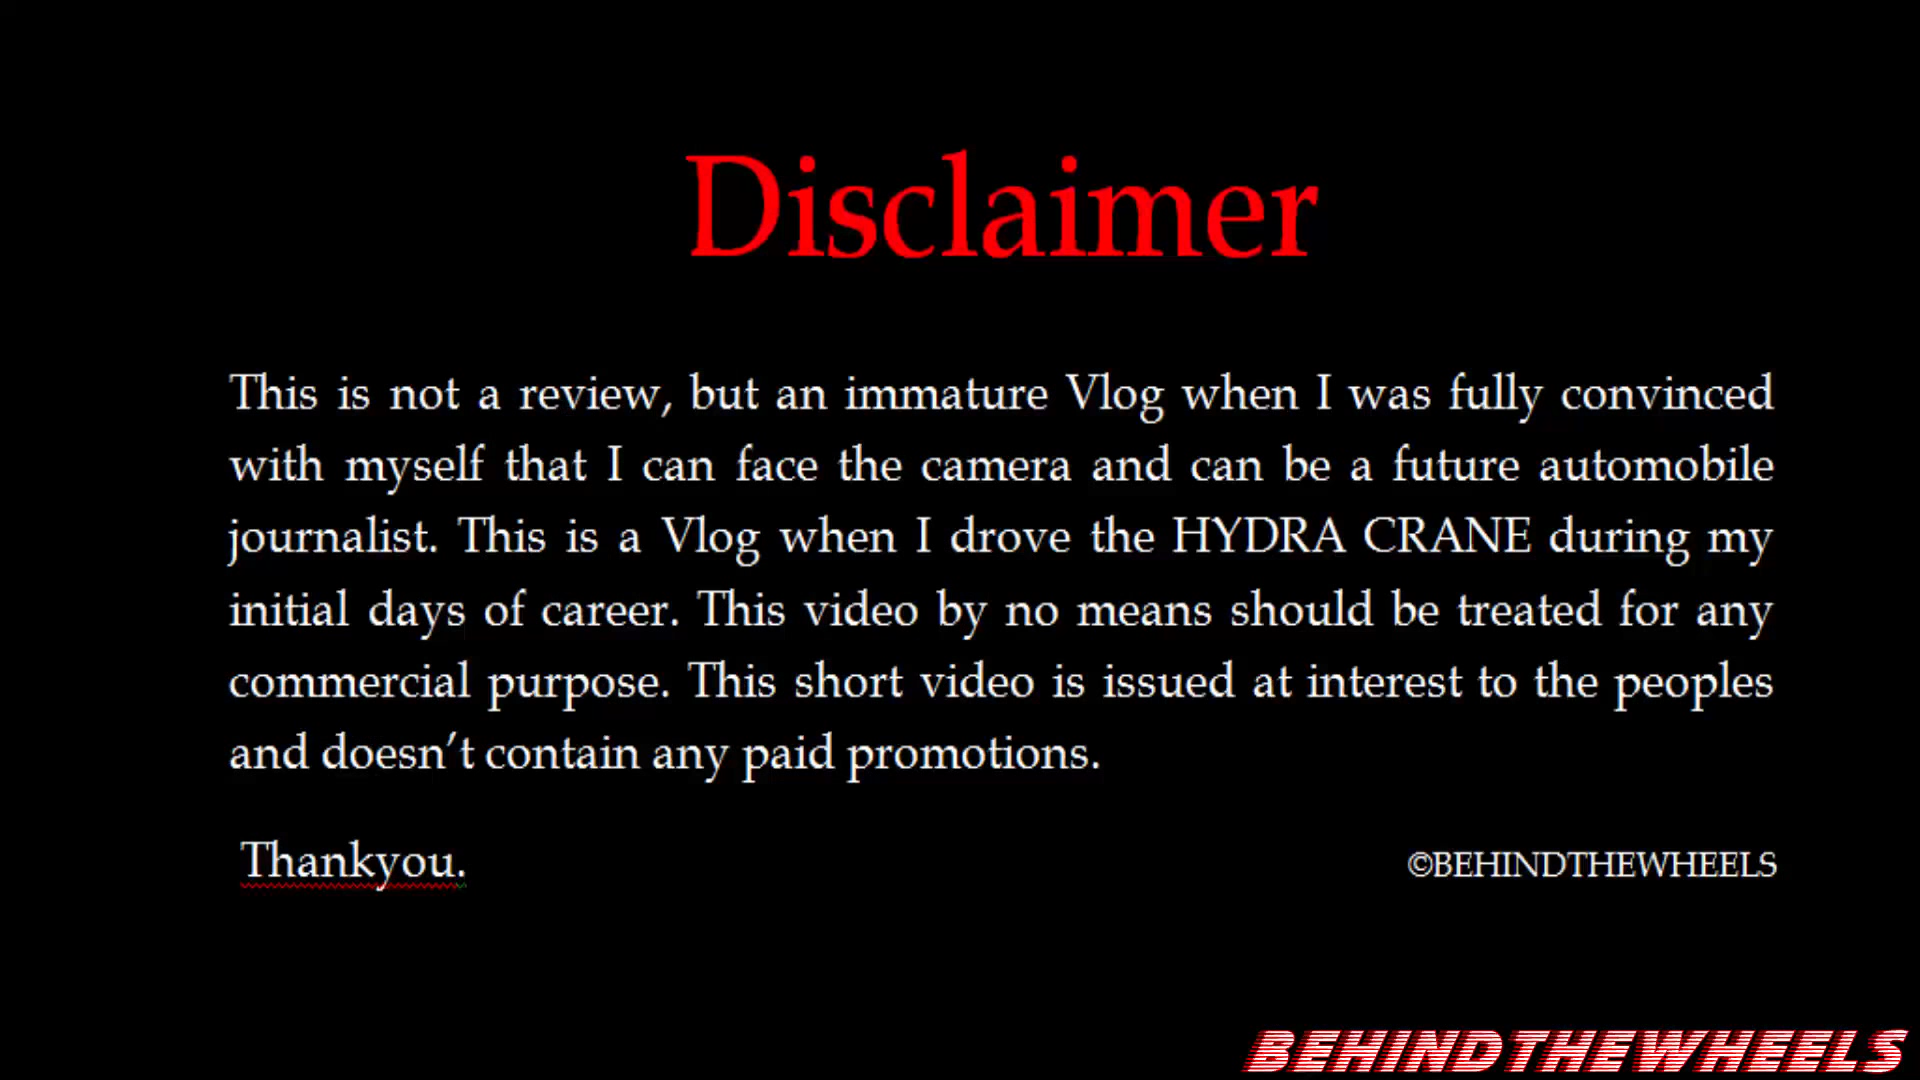 Disclaimer
This is not a review, but an immature Vlog when I was fully convinced
with myself that I can face the camera and can be a future automobile
journalist. This is a Vlog when I drove the HYDRA CRANE during my
initial days of career. This video by no means should be treated for any
commercial purpose. This short video is issued at interest to the peoples
and doesn’t contain any paid promotions.
Thankyou.
©BEHINDTHEWHEELS
BEHINDTHEWHEELS